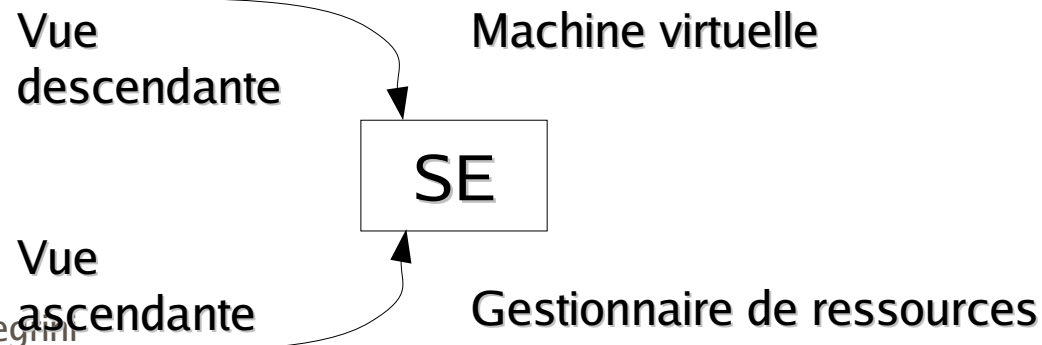 Vue
descendante
Machine virtuelle
SE
Vue
ascendante
Gestionnaire de ressources